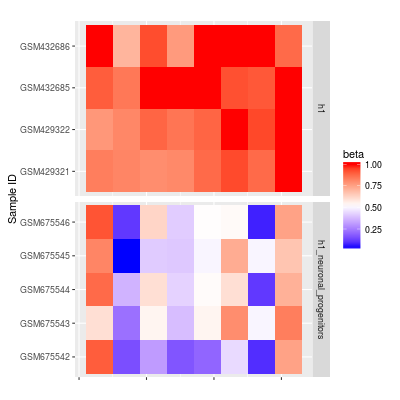 GSM432686
GSM432685
GSM429322
GSM429321
h1
GSM675546
GSM675545
GSM675544
GSM675543
GSM675542
h1_neuronal_progenitors
Sample ID
beta
1.00
0.75
0.50
0.25